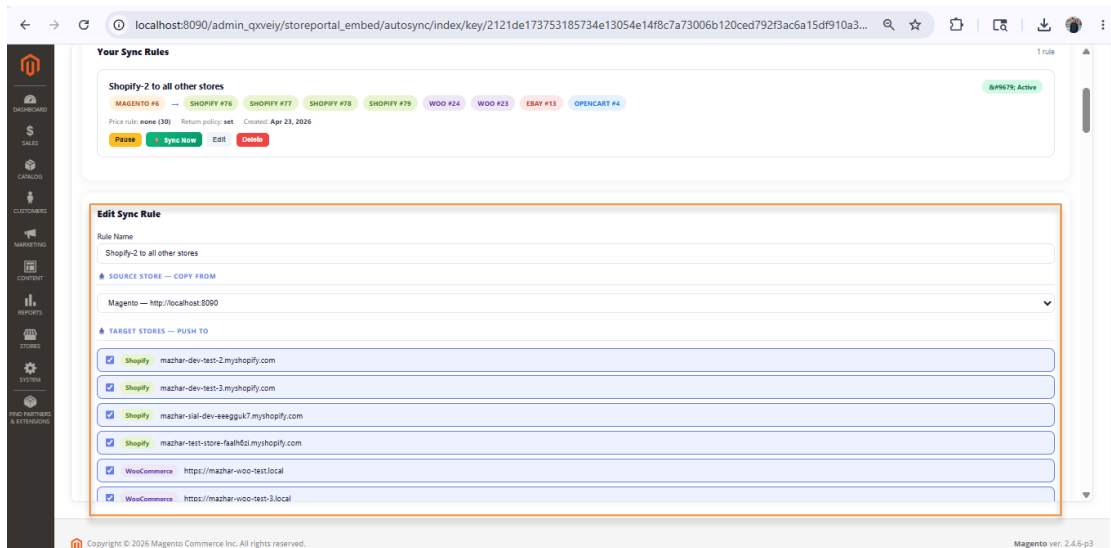 localhost:8090/admin_qxveiy/storeportal_embed/autosync/index/key/2121de173753185734e13054e14f8c7a73006b120ced792f3ac6a15df910a3...
DASHBOARD
SALES
CATALOG
CUSTOMERS
MARKETING
CONTENT
REPORTS
STORES
SYSTEM
FIND PARTNERS
& EXTENSIONS
Your Sync Rules
1 rule
Shopify-2 to all other stores
&#9679; Active
MAGENTO #6 → SHOPIFY #76 SHOPIFY #77 SHOPIFY #78 SHOPIFY #79 WOO #24 WOO #23 EBAY #13 OPENCART #4
Price rule: none (30) Return policy: set Created: Apr 23, 2026
Pause Sync Now Edit Delete
Edit Sync Rule
Rule Name
Shopify-2 to all other stores
SOURCE STORE — COPY FROM
Magento — http://localhost:8090
TARGET STORES — PUSH TO
Shopify mazhar-dev-test-2.myshopify.com
Shopify mazhar-dev-test-3.myshopify.com
Shopify mazhar-sial-dev-eeegguk7.myshopify.com
Shopify mazhar-test-store-faalh6zi.myshopify.com
WooCommerce https://mazhar-woo-test.local
WooCommerce https://mazhar-woo-test-3.local
Copyright © 2026 Magento Commerce Inc. All rights reserved.
Magento ver. 2.4.6-p3